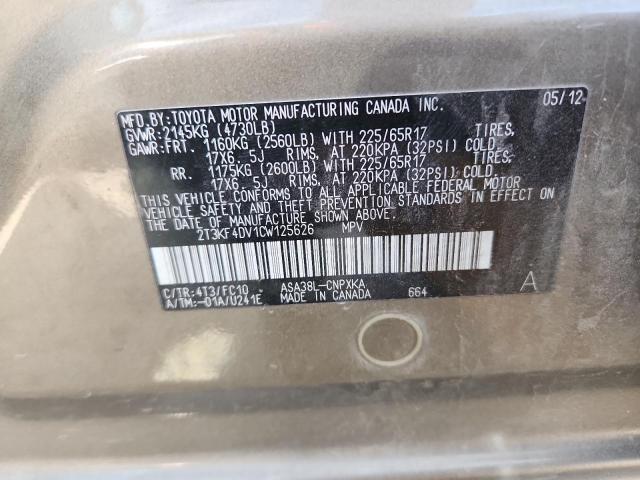 MFD.BY:TOYOTA MOTOR MANUFACTURING CANADA INC. 05/12
GVWR:2145KG (4730LB)
GAWR:FRT. 1160KG (2560LB) WITH 225/65R17 TIRES,
17X6. 5J RIMS, AT 220KPA (32PSI) COLD.
RR. 1175KG (2600LB) WITH 225/65R17 TIRES,
17X6. 5J RIMS, AT 220KPA (32PSI) COLD.
THIS VEHICLE CONFORMS TO ALL APPLICABLE FEDERAL MOTOR
VEHICLE SAFETY AND THEFT PREVENTION STANDARDS IN EFFECT ON
THE DATE OF MANUFACTURE SHOWN ABOVE.
2T3KF4DV1CW125626 MPV
C/TR:4T3/FC10 ASA38L-CNPXKA A
A/TM:-01A/U241E MADE IN CANADA 664